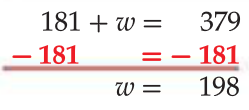 181 + w = 379
– 181 = – 181
w = 198